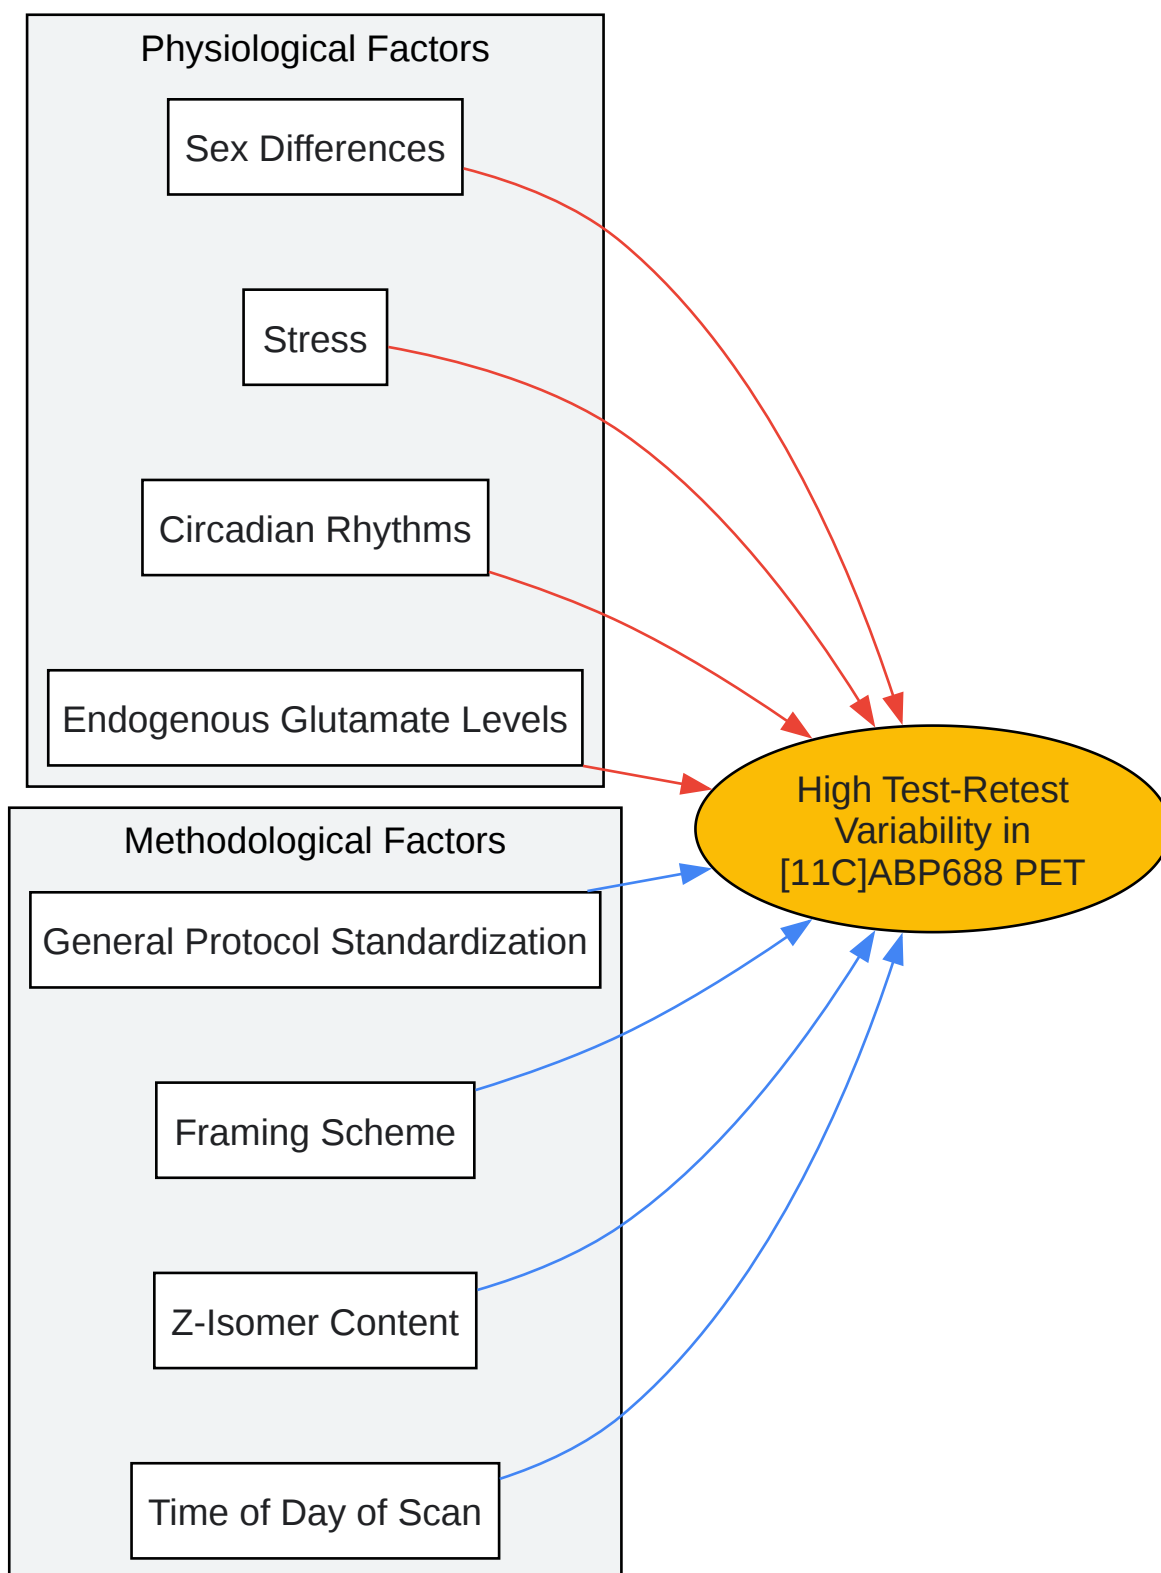 Physiological Factors
Sex Differences
Stress
Circadian Rhythms
Endogenous Glutamate Levels
High Test-Retest
Variability in
[11C]ABP688 PET
Methodological Factors
General Protocol Standardization
Framing Scheme
Z-Isomer Content
Time of Day of Scan